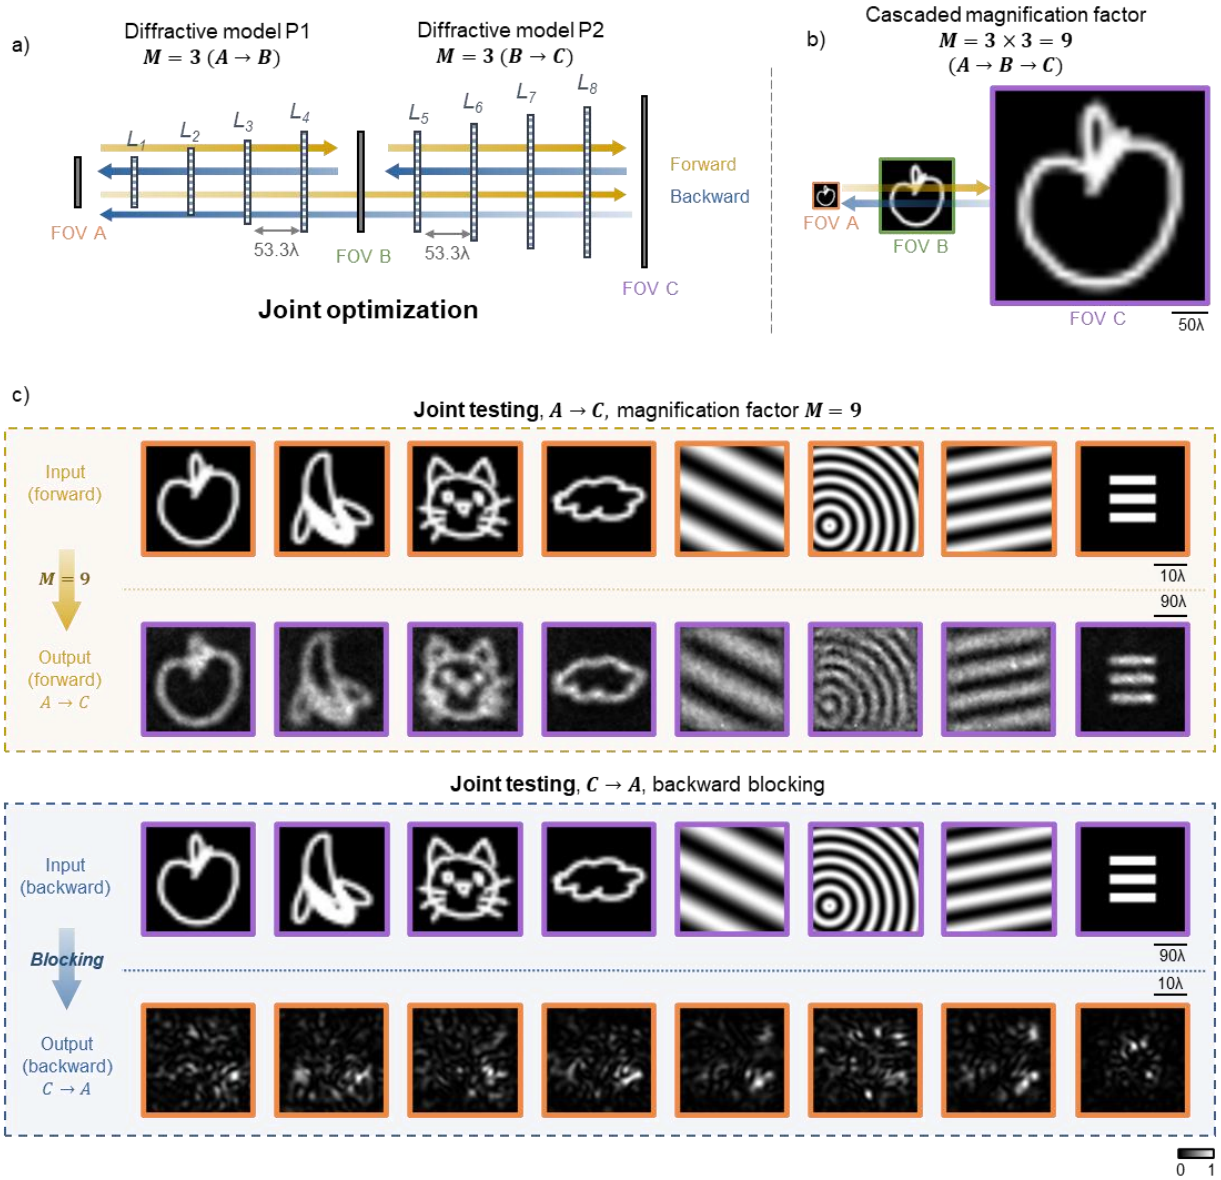 a)
Diffractive model P1
M = 3 (A → B)
Diffractive model P2
M = 3 (B → C)
L1
L2
L3
L4
L5
L6
L7
L8
Forward
Backward
FOV A
53.3λ
FOV B
53.3λ
FOV C
Joint optimization
b)
Cascaded magnification factor
M = 3 × 3 = 9
(A → B → C)
FOV A
FOV B
FOV C
50λ
c)
Joint testing, A → C, magnification factor M = 9
Input
(forward)
10λ
M = 9
90λ
Output
(forward)
A → C
Joint testing, C → A, backward blocking
Input
(backward)
90λ
Blocking
10λ
Output
(backward)
C → A
0 1